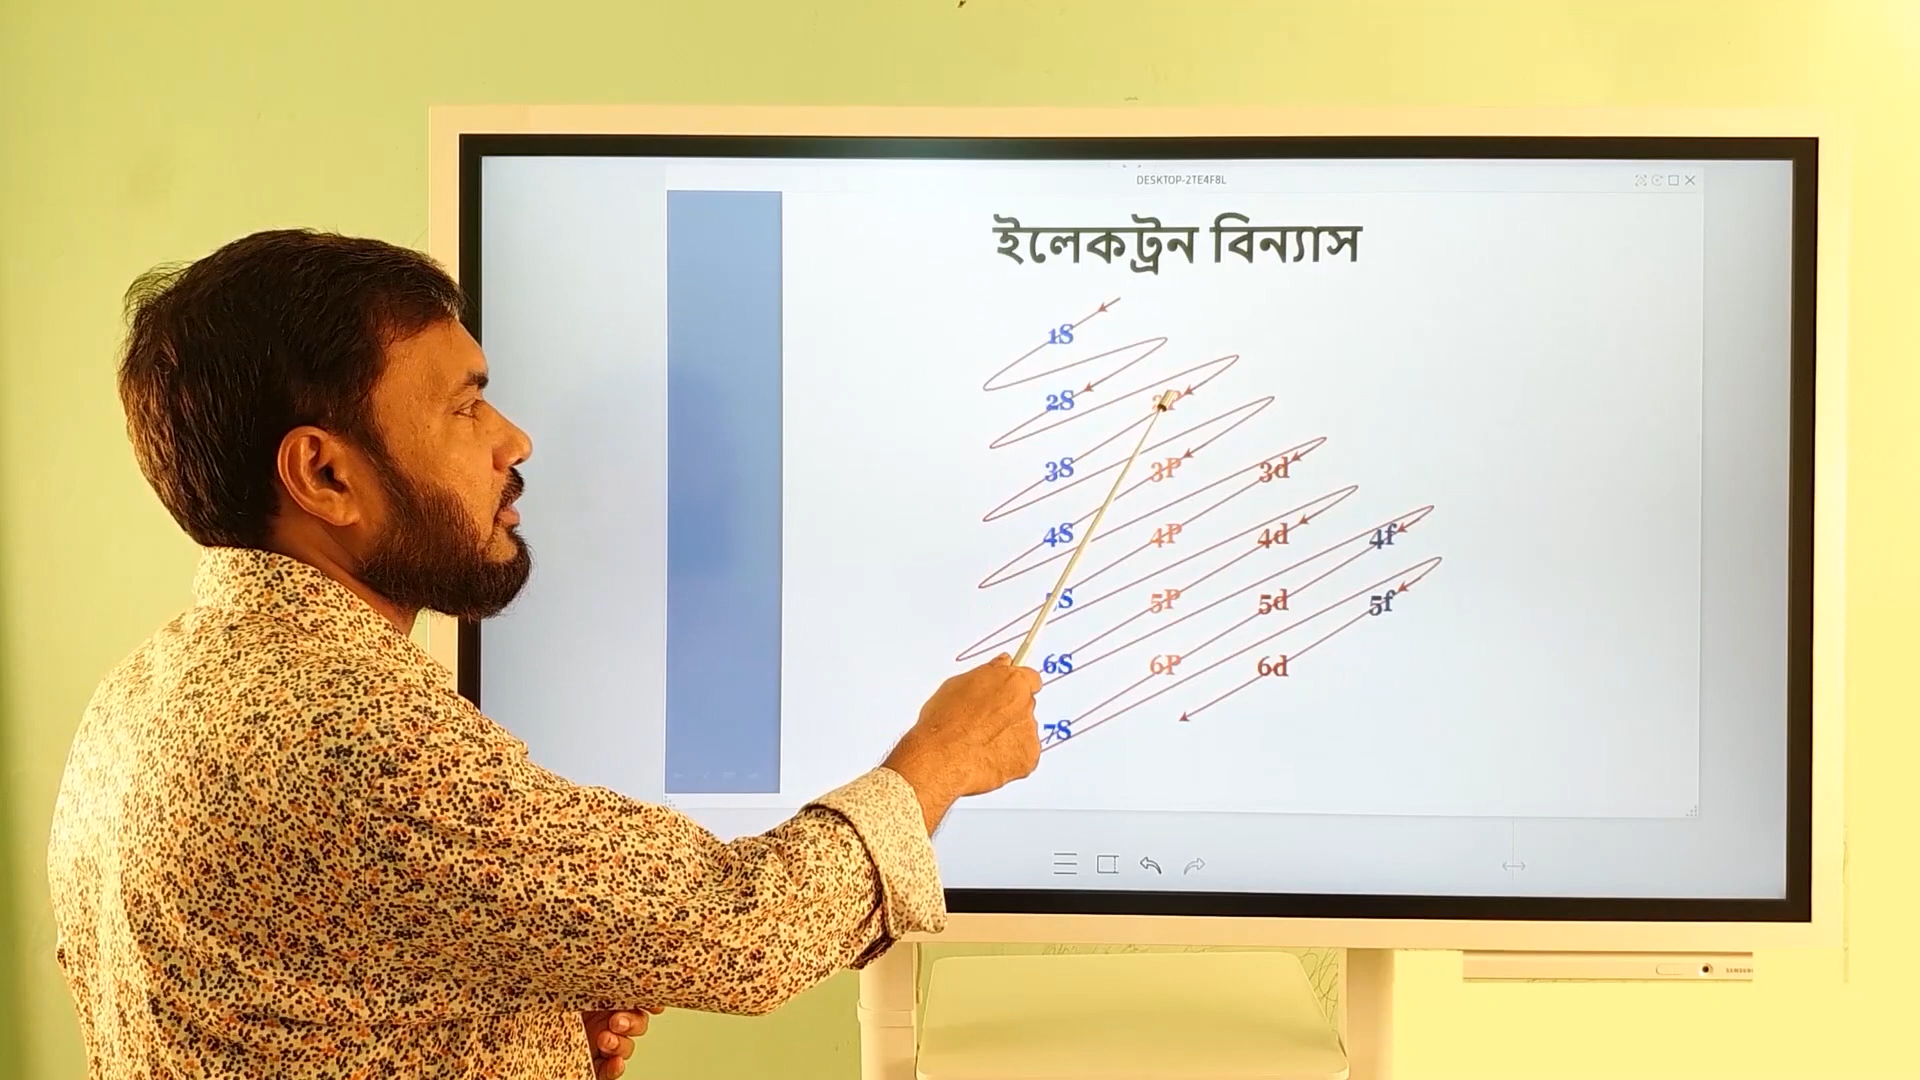 DESKTOP-2TE4F8L
ইলেকট্রন বিন্যাস
1S
2S
3S 3P 3d
4S 4P 4d 4f
5P 5d 5f
6S 6P 6d
7S
SAMSUNG